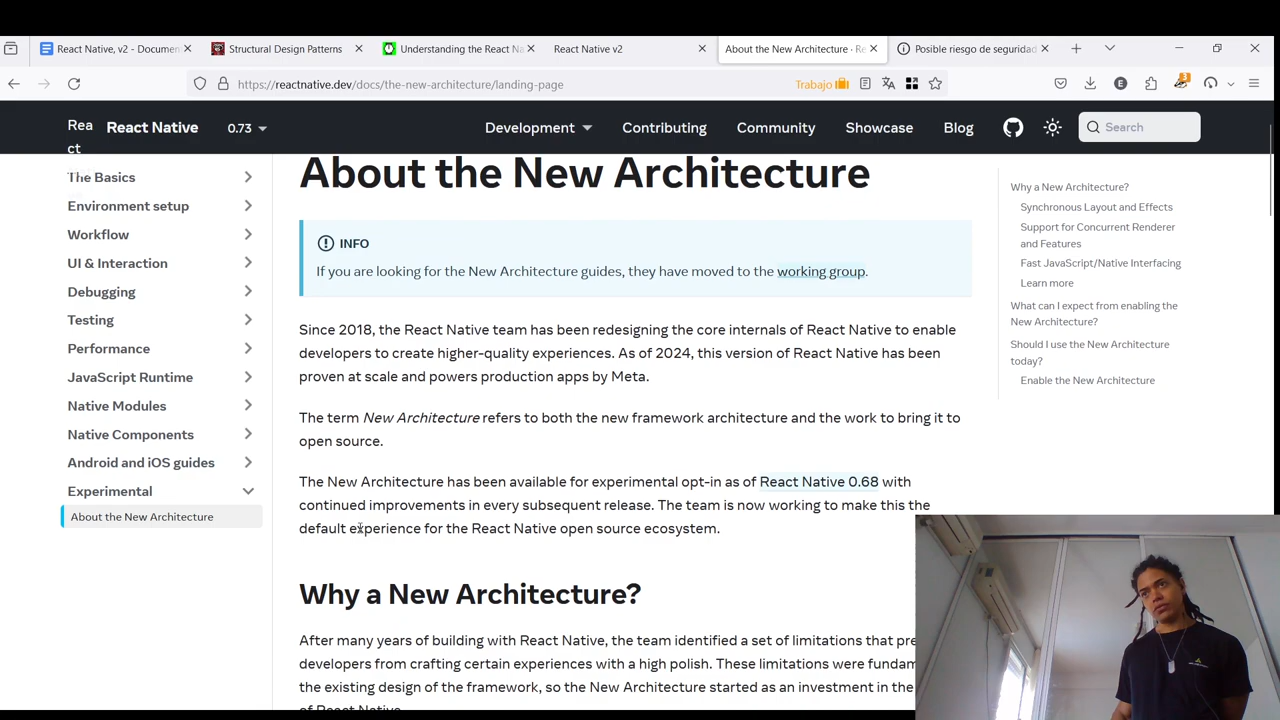 React Native, v2 - Documen
Structural Design Patterns
Understanding the React Na
React Native v2
About the New Architecture · Re
Posible riesgo de seguridad
https://reactnative.dev/docs/the-new-architecture/landing-page
Trabajo
E
3
Rea
ct
React Native
0.73
Development
Contributing
Community
Showcase
Blog
Search
The Basics
Environment setup
Workflow
UI & Interaction
Debugging
Testing
Performance
JavaScript Runtime
Native Modules
Native Components
Android and iOS guides
Experimental
About the New Architecture
About the New Architecture
INFO
If you are looking for the New Architecture guides, they have moved to the working group.
Since 2018, the React Native team has been redesigning the core internals of React Native to enable
developers to create higher-quality experiences. As of 2024, this version of React Native has been
proven at scale and powers production apps by Meta.
The term New Architecture refers to both the new framework architecture and the work to bring it to
open source.
The New Architecture has been available for experimental opt-in as of React Native 0.68 with
continued improvements in every subsequent release. The team is now working to make this the
default experience for the React Native open source ecosystem.
Why a New Architecture?
After many years of building with React Native, the team identified a set of limitations that pre
developers from crafting certain experiences with a high polish. These limitations were fundam
the existing design of the framework, so the New Architecture started as an investment in the
of React Native.
Why a New Architecture?
Synchronous Layout and Effects
Support for Concurrent Renderer
and Features
Fast JavaScript/Native Interfacing
Learn more
What can I expect from enabling the
New Architecture?
Should I use the New Architecture
today?
Enable the New Architecture